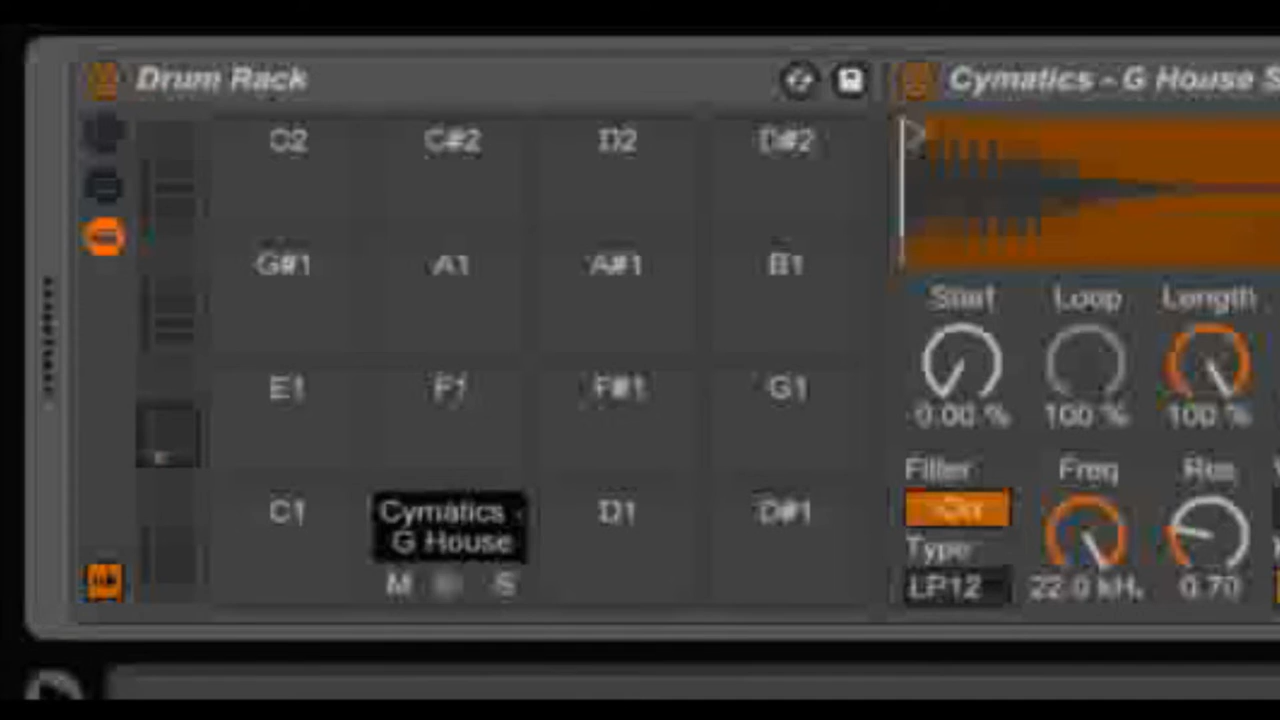 Drum Rack
Cymatics - G House S
C2 C#2 D2 D#2
G#1 A1 A#1 B1
Start Loop Length
E1 F1 F#1 G1
0.00 % 100 % 100 %
Filter Freq Res
C1 Cymatics - D1 D#1
G House
On
Type
M S
LP12 22.0 kHz 0.70